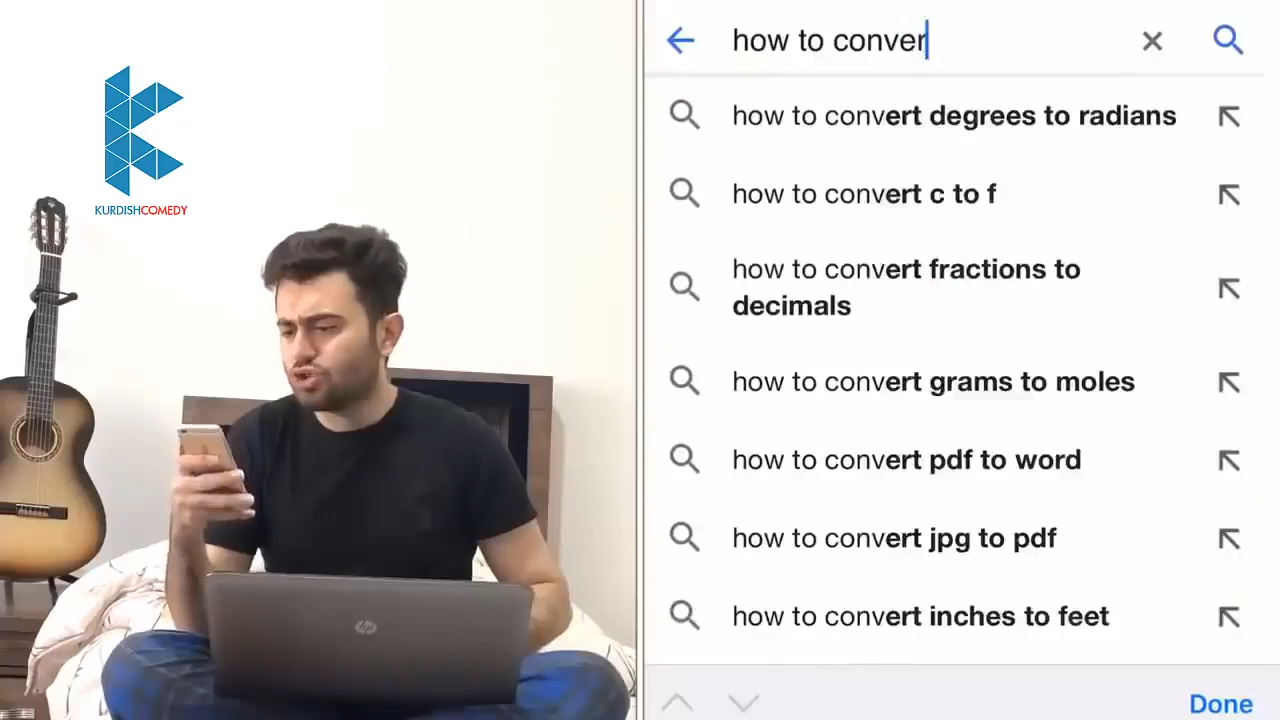 KURDISHCOMEDY
how to conver
how to convert degrees to radians
how to convert c to f
how to convert fractions to
decimals
how to convert grams to moles
how to convert pdf to word
how to convert jpg to pdf
how to convert inches to feet
Done
hp